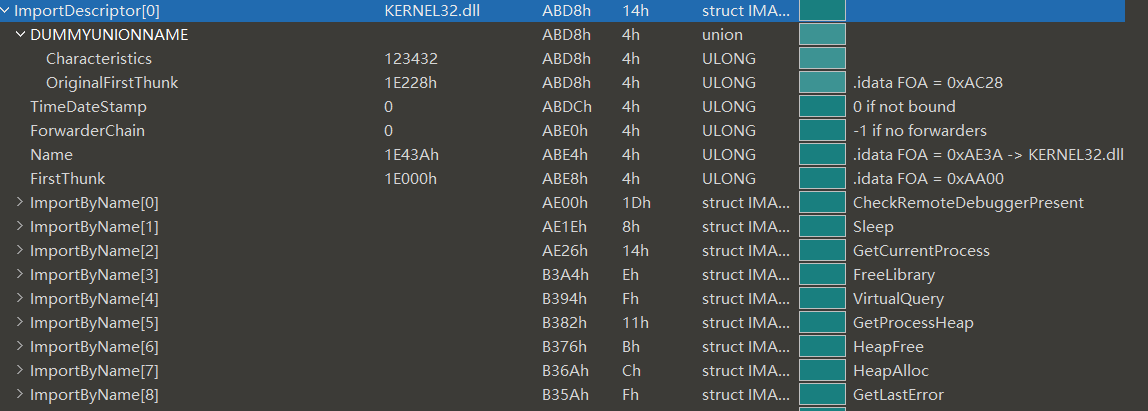 ImportDescriptor[0] KERNEL32.dll ABD8h 14h struct IMA...
DUMMYUNIONNAME ABD8h 4h union
Characteristics 123432 ABD8h 4h ULONG
OriginalFirstThunk 1E228h ABD8h 4h ULONG .idata FOA = 0xAC28
TimeDateStamp 0 ABDCh 4h ULONG 0 if not bound
ForwarderChain 0 ABE0h 4h ULONG -1 if no forwarders
Name 1E43Ah ABE4h 4h ULONG .idata FOA = 0xAE3A -> KERNEL32.dll
FirstThunk 1E000h ABE8h 4h ULONG .idata FOA = 0xAA00
ImportByName[0] AE00h 1Dh struct IMA... CheckRemoteDebuggerPresent
ImportByName[1] AE1Eh 8h struct IMA... Sleep
ImportByName[2] AE26h 14h struct IMA... GetCurrentProcess
ImportByName[3] B3A4h Eh struct IMA... FreeLibrary
ImportByName[4] B394h Fh struct IMA... VirtualQuery
ImportByName[5] B382h 11h struct IMA... GetProcessHeap
ImportByName[6] B376h Bh struct IMA... HeapFree
ImportByName[7] B36Ah Ch struct IMA... HeapAlloc
ImportByName[8] B35Ah Fh struct IMA... GetLastError